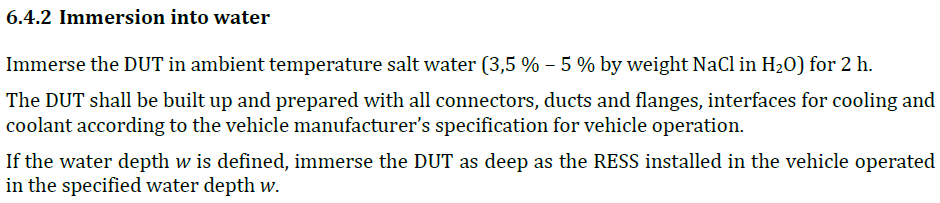 6.4.2 Immersion into water
Immerse the DUT in ambient temperature salt water (3,5 % – 5 % by weight NaCl in H₂O) for 2 h.
The DUT shall be built up and prepared with all connectors, ducts and flanges, interfaces for cooling and
coolant according to the vehicle manufacturer’s specification for vehicle operation.
If the water depth w is defined, immerse the DUT as deep as the RESS installed in the vehicle operated
in the specified water depth w.